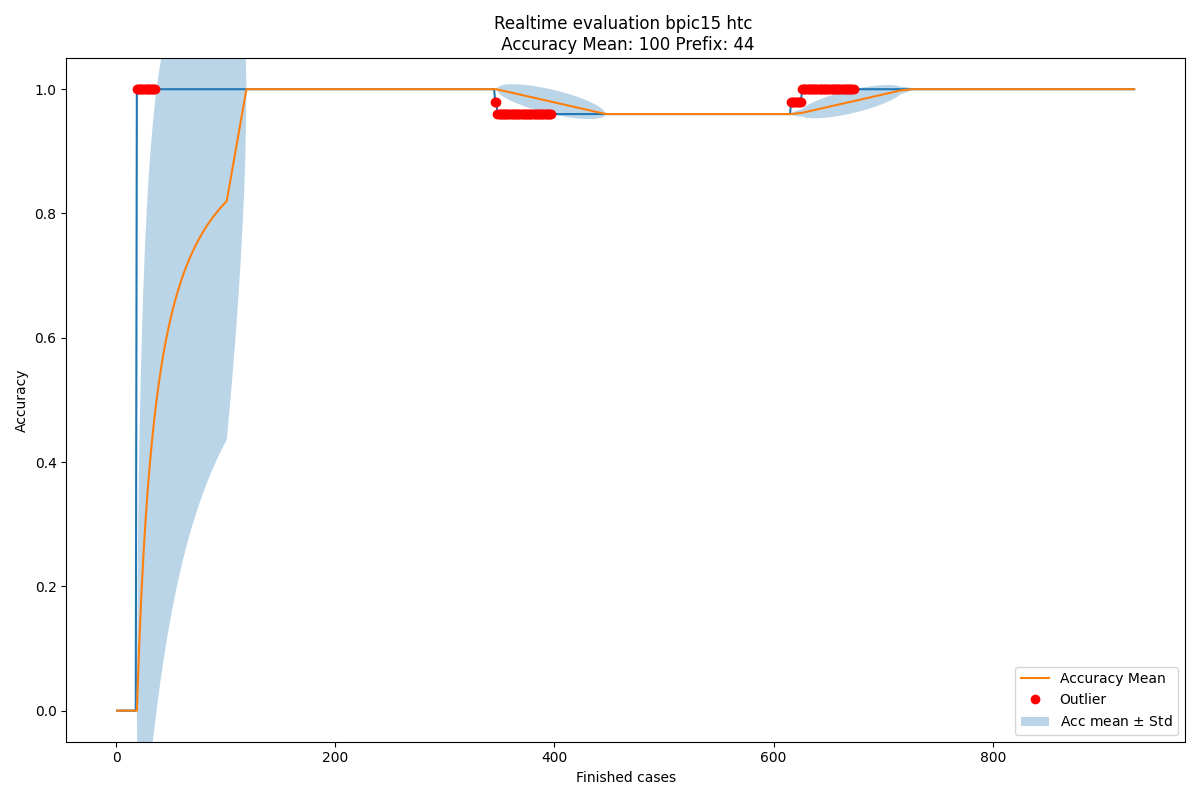 Realtime evaluation bpic15 htc
Accuracy Mean: 100 Prefix: 44
Accuracy
1.0
0.8
0.6
0.4
0.2
0.0
0
200
400
600
800
Finished cases
Accuracy Mean
Outlier
Acc mean ± Std